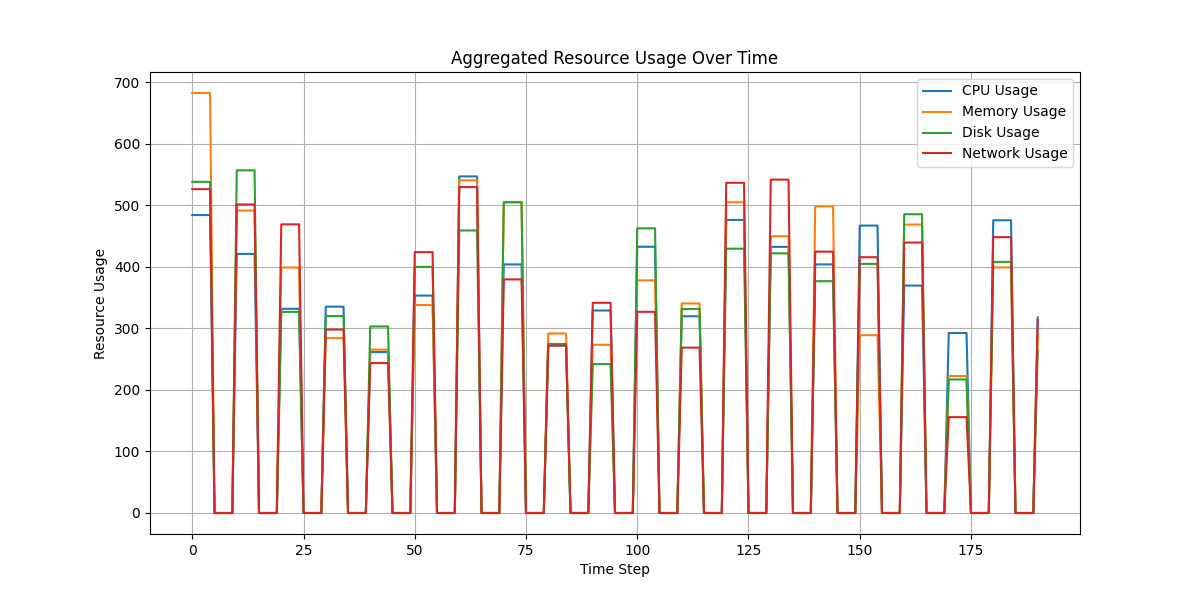 Aggregated Resource Usage Over Time
700
600
500
400
300
200
100
0
Resource Usage
CPU Usage
Memory Usage
Disk Usage
Network Usage
0 25 50 75 100 125 150 175
Time Step